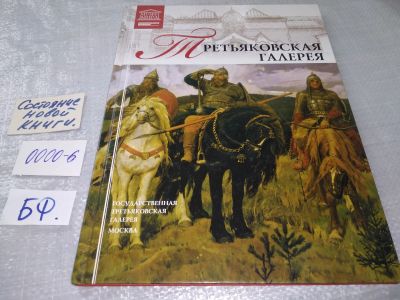 ТРЕТЬЯКОВСКАЯ
ГАЛЕРЕЯ
Состояние
новой
книги.
0000-6
БФ.
ГОСУДАРСТВЕННАЯ
ТРЕТЬЯКОВСКАЯ
ГАЛЕРЕЯ
МОСКВА